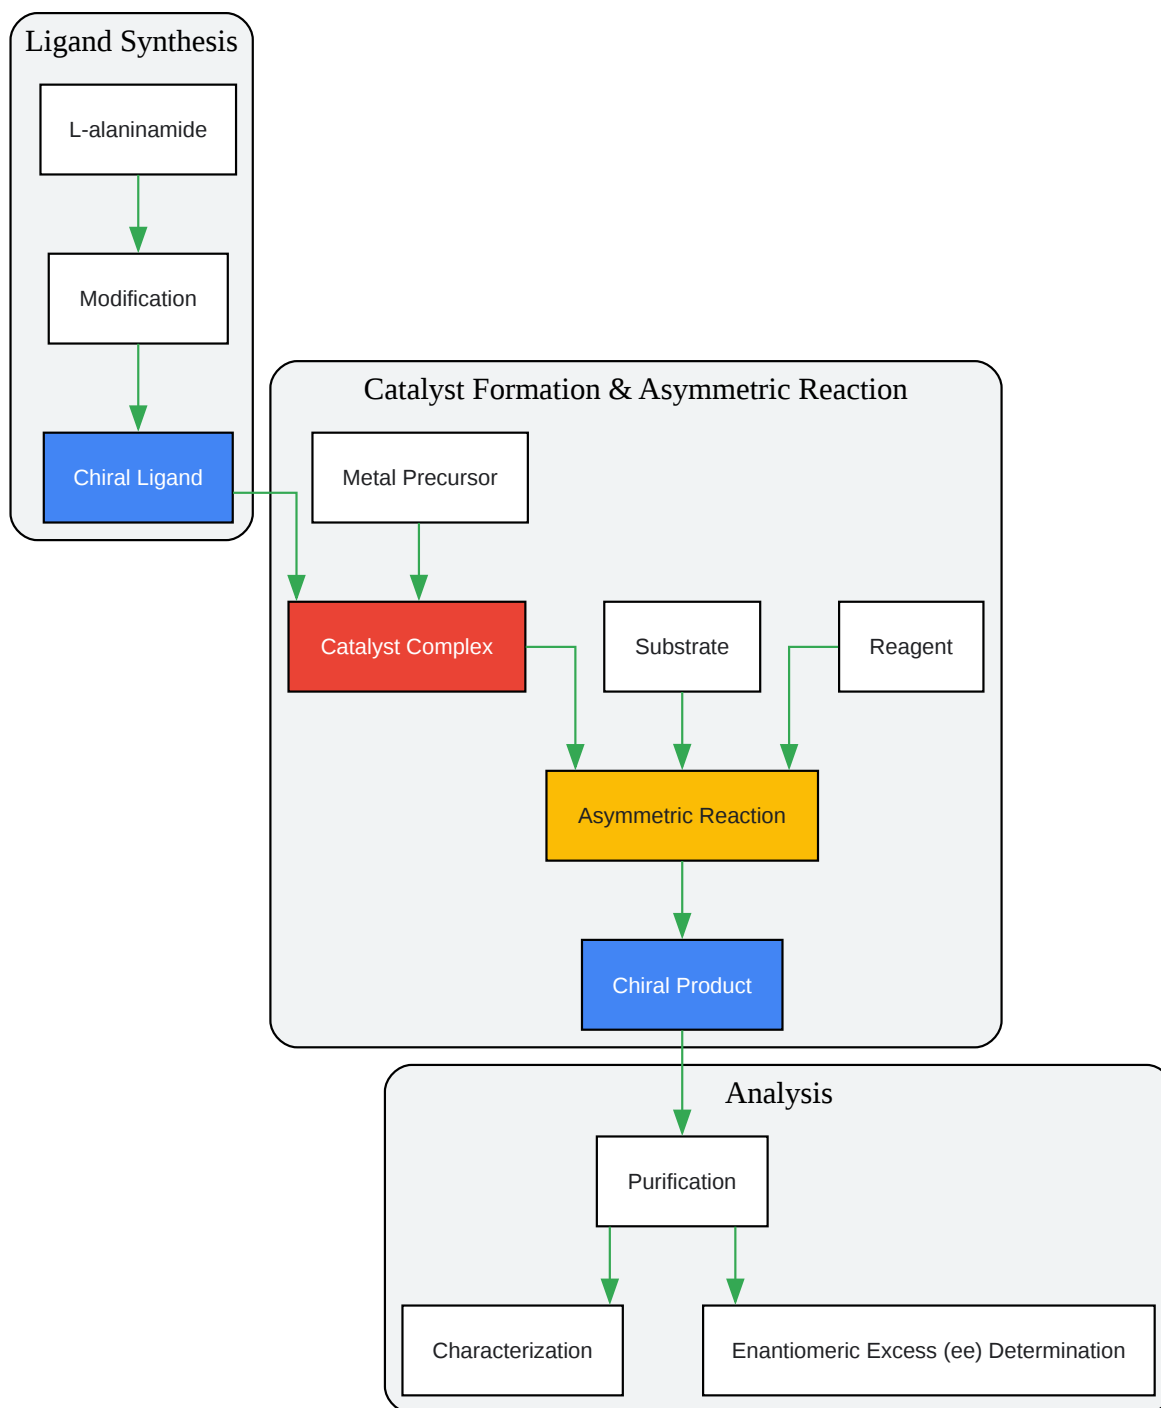 Ligand Synthesis
L-alaninamide
Modification
Chiral Ligand
Catalyst Formation & Asymmetric Reaction
Metal Precursor
Catalyst Complex
Substrate
Reagent
Asymmetric Reaction
Chiral Product
Analysis
Purification
Characterization
Enantiomeric Excess (ee) Determination